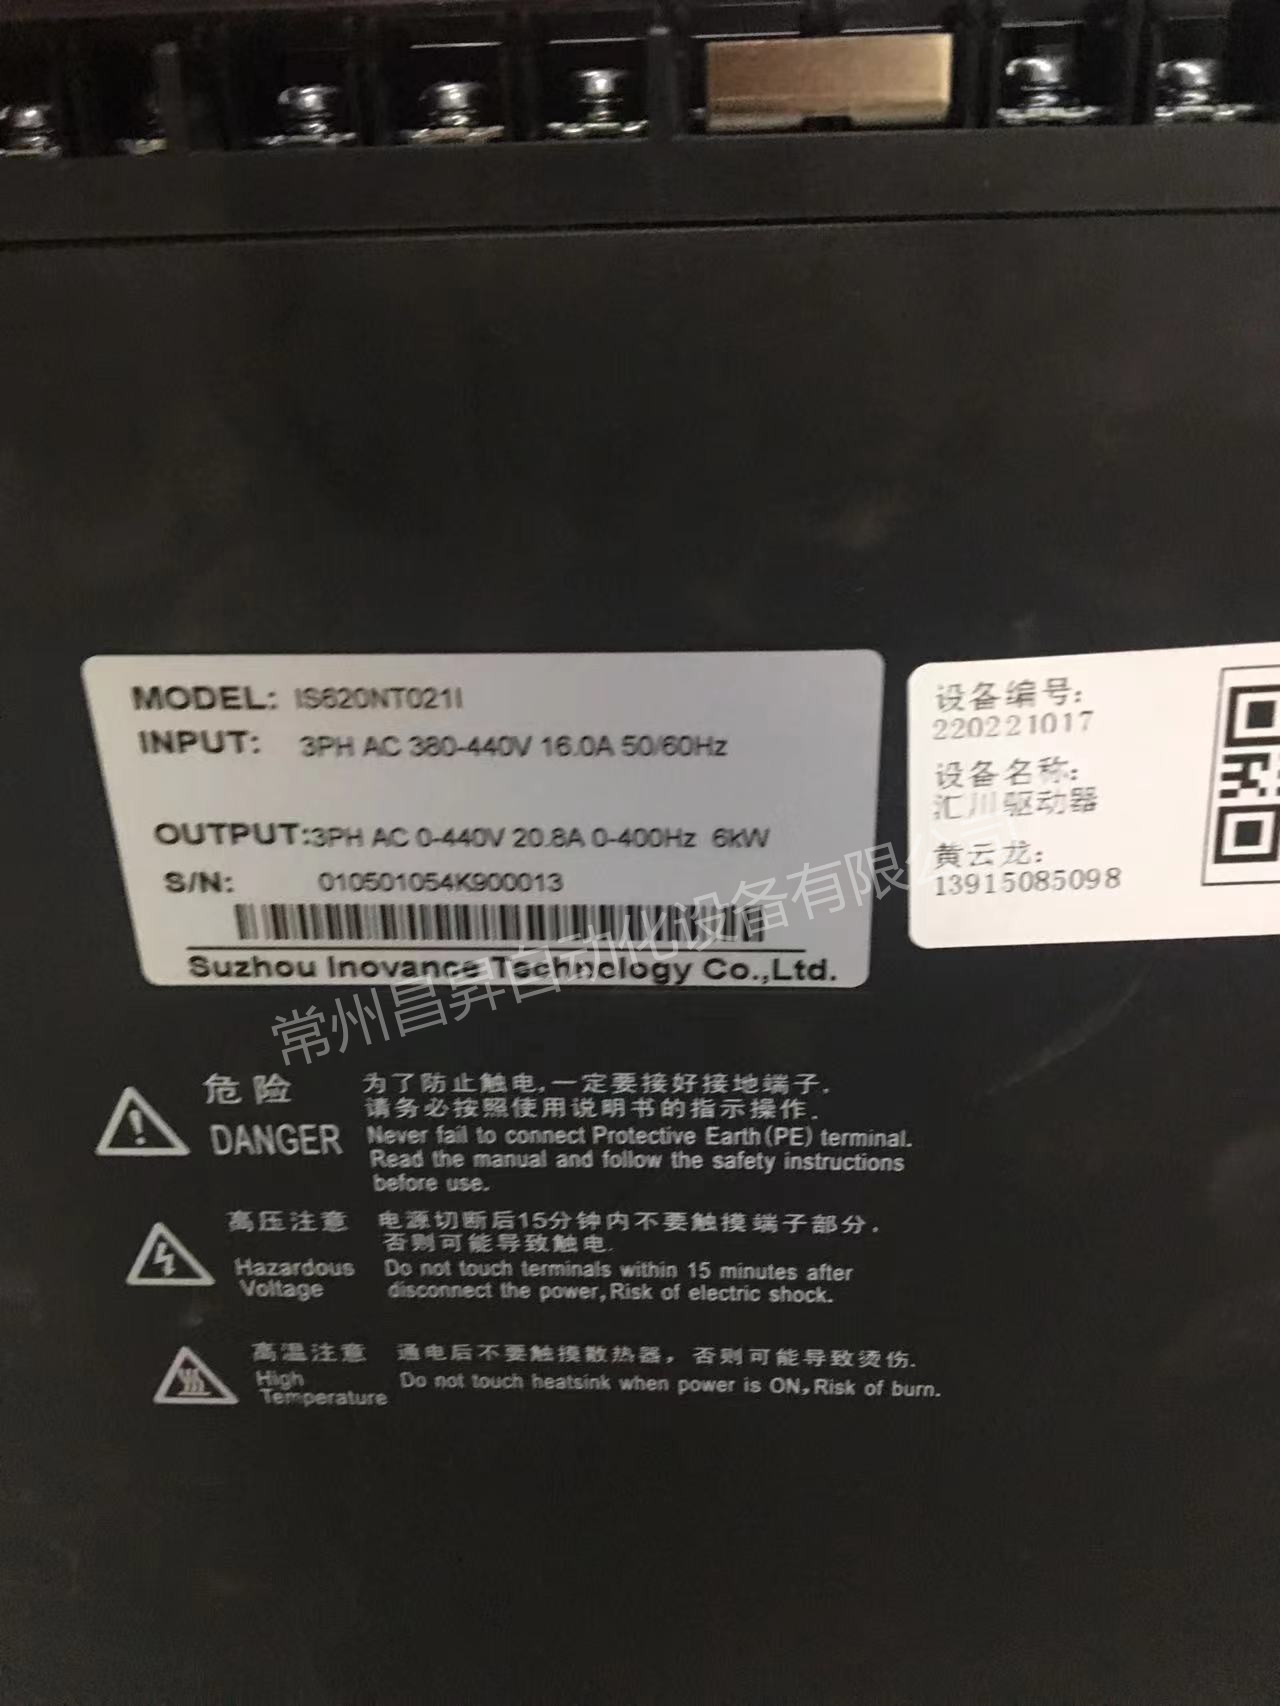 MODEL: IS620NT021I
INPUT: 3PH AC 380-440V 16.0A 50/60Hz
OUTPUT:3PH AC 0-440V 20.8A 0-400Hz 6kW
S/N: 010501054K900013
Suzhou Inovance Technology Co.,Ltd.
设备编号:
220221017
设备名称:
汇川驱动器
黄云龙:
13915085098
常州昌昇自动化设备有限公司
危险
DANGER
为了防止触电,一定要接好接地端子.
请务必按照使用说明书的指示操作.
Never fail to connect Protective Earth(PE) terminal.
Read the manual and follow the safety instructions
before use.
高压注意
Hazardous
Voltage
电源切断后15分钟内不要触摸端子部分.
否则可能导致触电.
Do not touch terminals within 15 minutes after
disconnect the power,Risk of electric shock.
高温注意
High
Temperature
通电后不要触摸散热器，否则可能导致烫伤.
Do not touch heatsink when power is ON,Risk of burn.